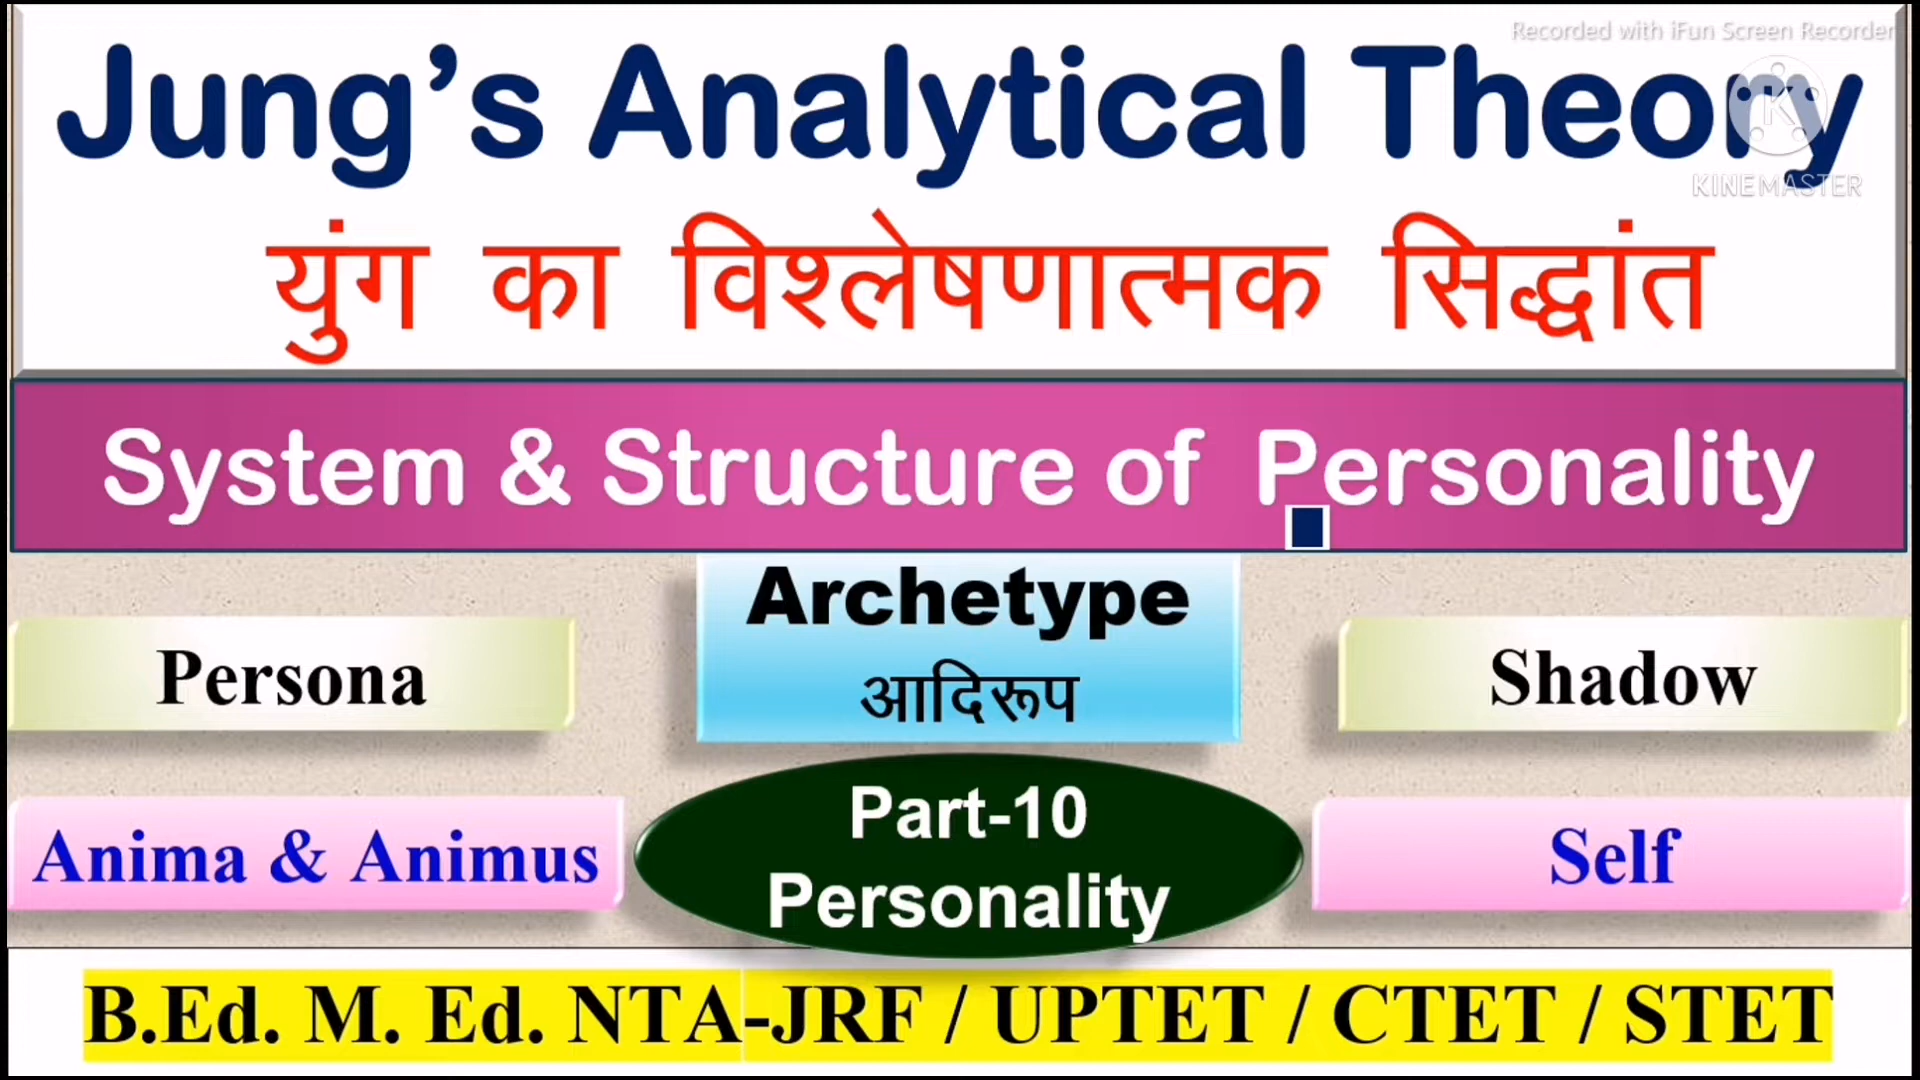 Recorded with iFun Screen Recorder
Jung's Analytical Theory
K
KINEMASTER
युंग का विश्लेषणात्मक सिद्धांत
System & Structure of Personality
Archetype
आदिरूप
Persona
Shadow
Anima & Animus
Part-10
Personality
Self
B.Ed. M. Ed. NTA-JRF / UPTET / CTET / STET